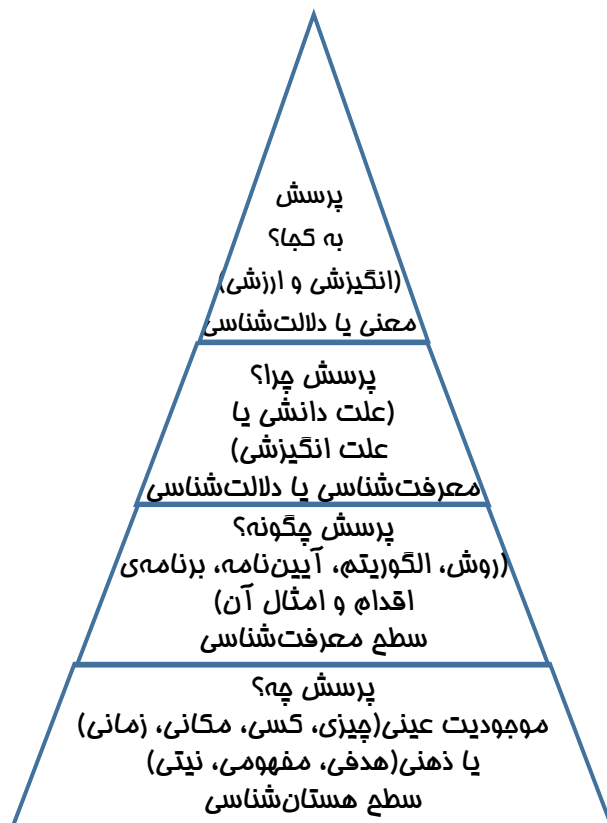 پرسش
به کجا؟
(انگیزشی و ارزشی)
معنی یا دلالت‌شناسی
پرسش چرا؟
(علت دانشی یا
علت انگیزشی)
معرفت‌شناسی یا دلالت‌شناسی
پرسش چگونه؟
(روش، الگوریتم، آیین‌نامه، برنامه‌ی
اقدام و امثال آن)
سطح معرفت‌شناسی
پرسش چه؟
موجودیت عینی(چیزی، کسی، مکانی، زمانی)
یا ذهنی(هدفی، مفهومی، نیتی)
سطح هستان‌شناسی